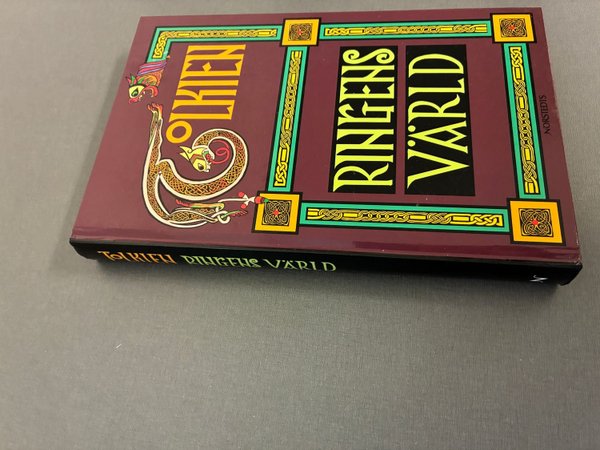 TOLKIEN
RINGENS
VÄRLD
NORSTEDTS
TOLKIEN RINGENS VÄRLD
N